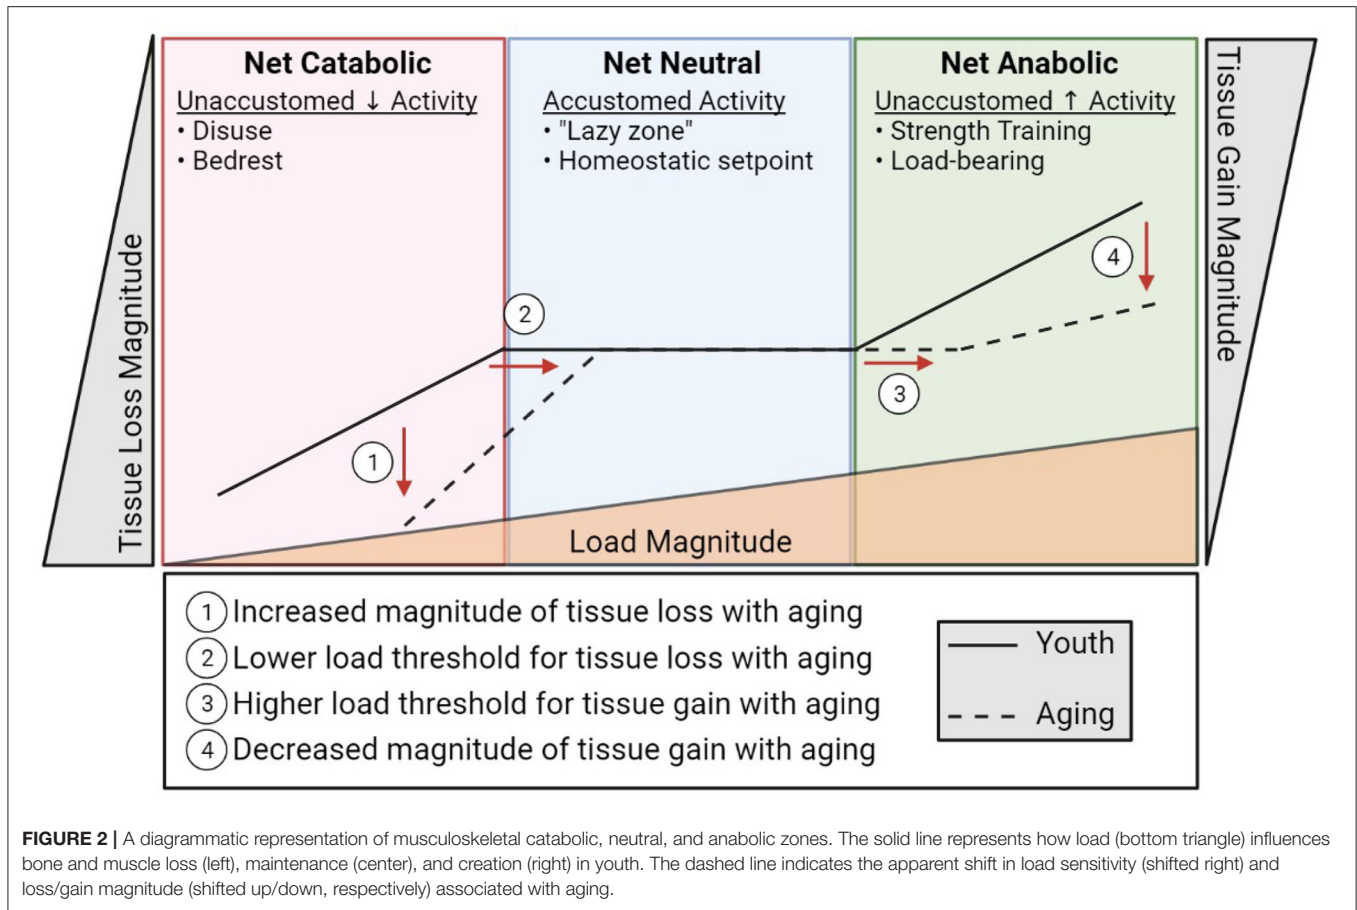 Net Catabolic
Unaccustomed ↓ Activity
• Disuse
• Bedrest
Net Neutral
Accustomed Activity
• "Lazy zone"
• Homeostatic setpoint
Net Anabolic
Unaccustomed ↑ Activity
• Strength Training
• Load-bearing
Tissue Loss Magnitude
Tissue Gain Magnitude
1
2
3
4
Load Magnitude
1 Increased magnitude of tissue loss with aging
2 Lower load threshold for tissue loss with aging
3 Higher load threshold for tissue gain with aging
4 Decreased magnitude of tissue gain with aging
Youth
Aging
FIGURE 2 | A diagrammatic representation of musculoskeletal catabolic, neutral, and anabolic zones. The solid line represents how load (bottom triangle) influences
bone and muscle loss (left), maintenance (center), and creation (right) in youth. The dashed line indicates the apparent shift in load sensitivity (shifted right) and
loss/gain magnitude (shifted up/down, respectively) associated with aging.